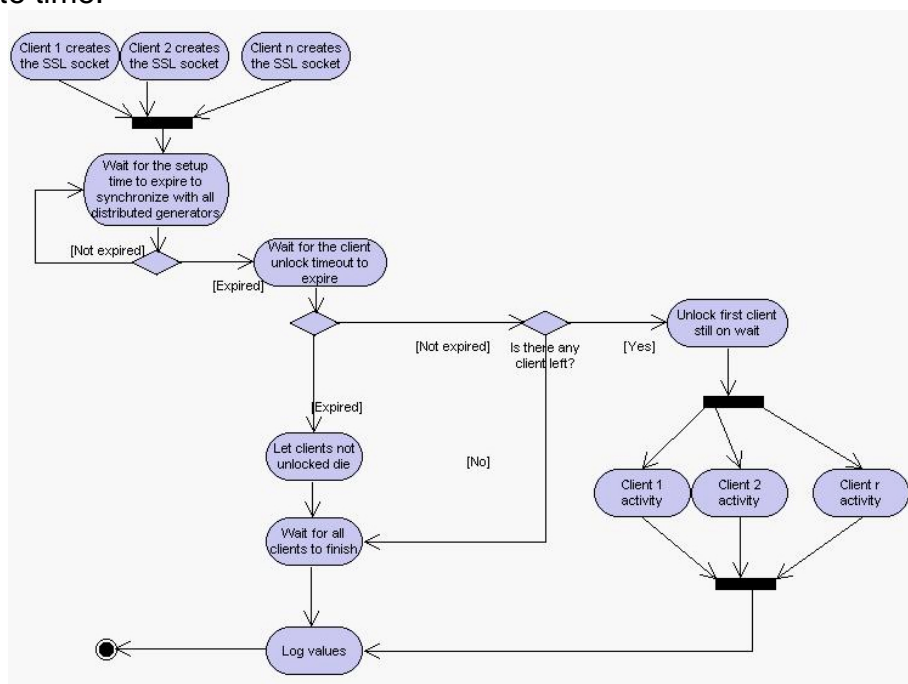 to time.
Client 1 creates
the SSL socket
Client 2 creates
the SSL socket
Client n creates
the SSL socket
Wait for the setup
time to expire to
synchronize with all
distributed generators
[Not expired]
[Expired]
Wait for the client
unlock timeout to
expire
[Not expired]
Is there any
client left?
[Yes]
Unlock first client
still on wait
[Expired]
Let clients not
unlocked die
[No]
Client 1
activity
Client 2
activity
Client r
activity
Wait for all
clients to finish
Log values